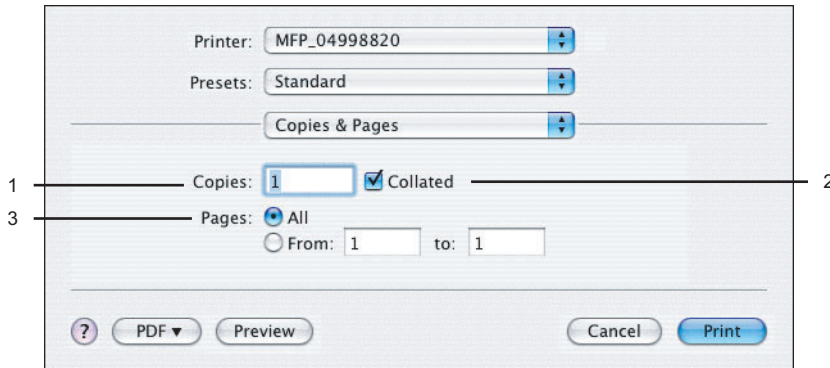 Printer: MFP_04998820
Presets: Standard
Copies & Pages
1 Copies: 1 Collated 2
3 Pages: All
From: 1 to: 1
? PDF Preview Cancel Print